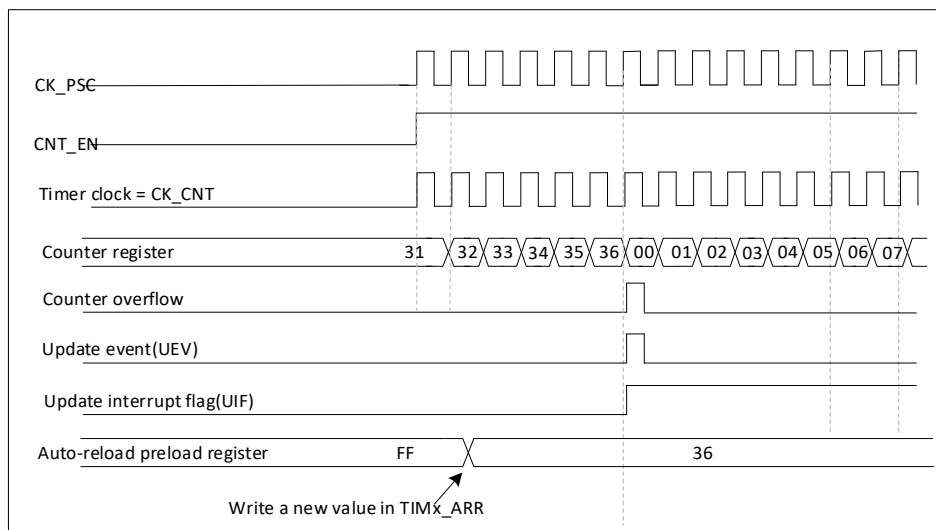 CK_PSC
CNT_EN
Timer clock = CK_CNT
Counter register 31 32 33 34 35 36 00 01 02 03 04 05 06 07
Counter overflow
Update event(UEV)
Update interrupt flag(UIF)
Auto-reload preload register FF 36
Write a new value in TIMx_ARR